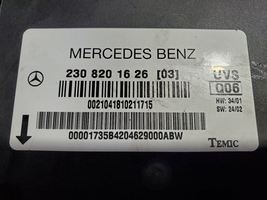 MERCEDES BENZ
230 820 16 26 [03] UVS
Q06
0021041810211715
HW: 34/01
SW: 24/02
00001735B4204629000ABW
TEMIC